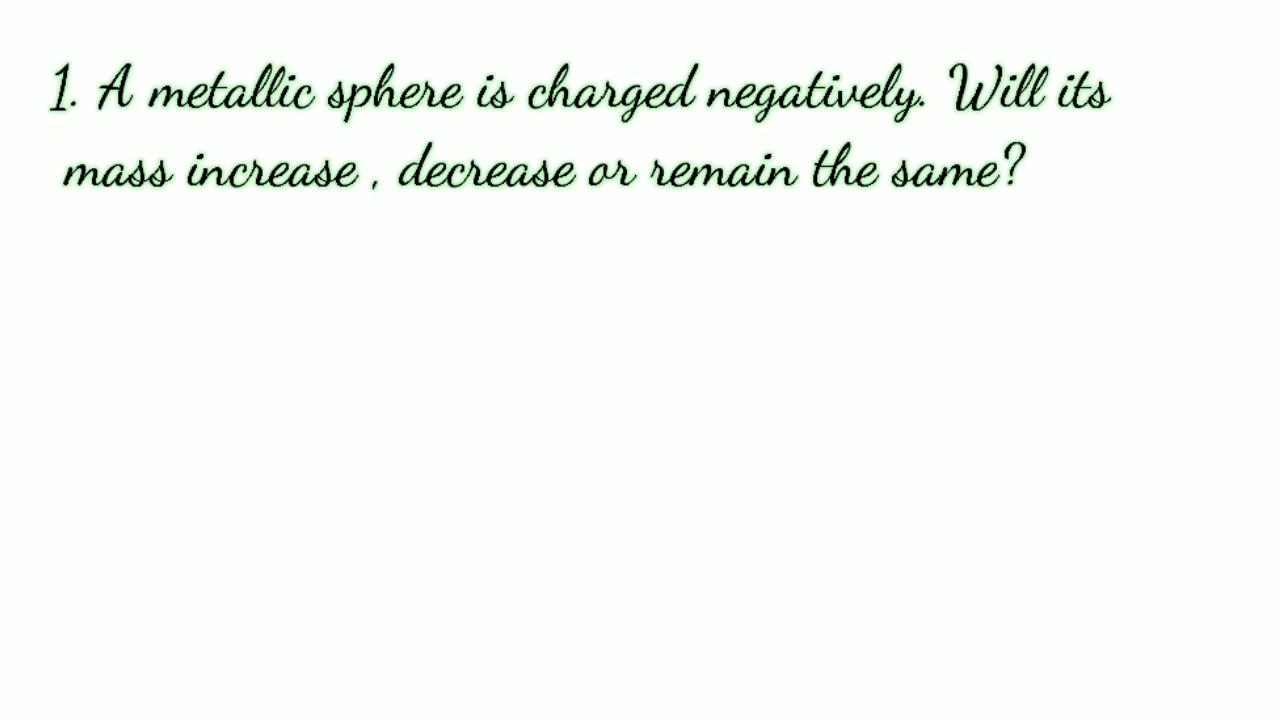 1. A metallic sphere is charged negatively. Will its
mass increase , decrease or remain the same?